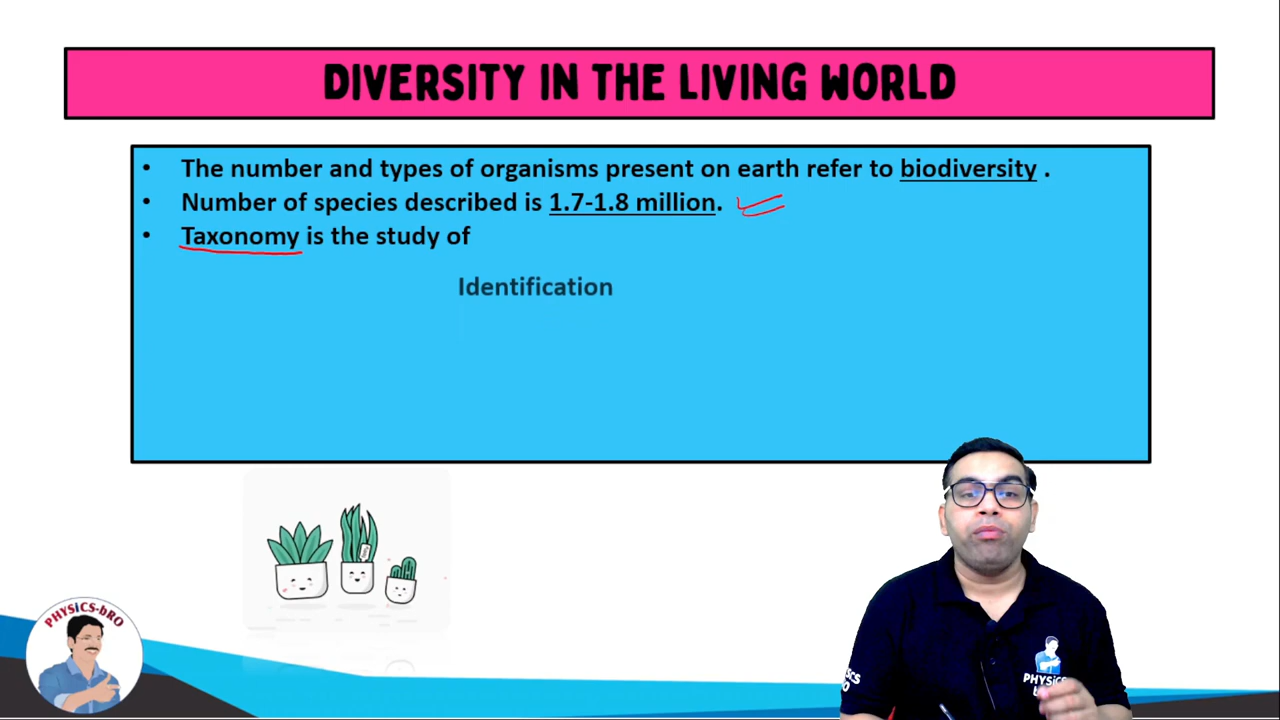 DIVERSITY IN THE LIVING WORLD
• The number and types of organisms present on earth refer to biodiversity .
• Number of species described is 1.7-1.8 million.
• Taxonomy is the study of
Identification
PHYSiCS-bRO
PHYSiCS